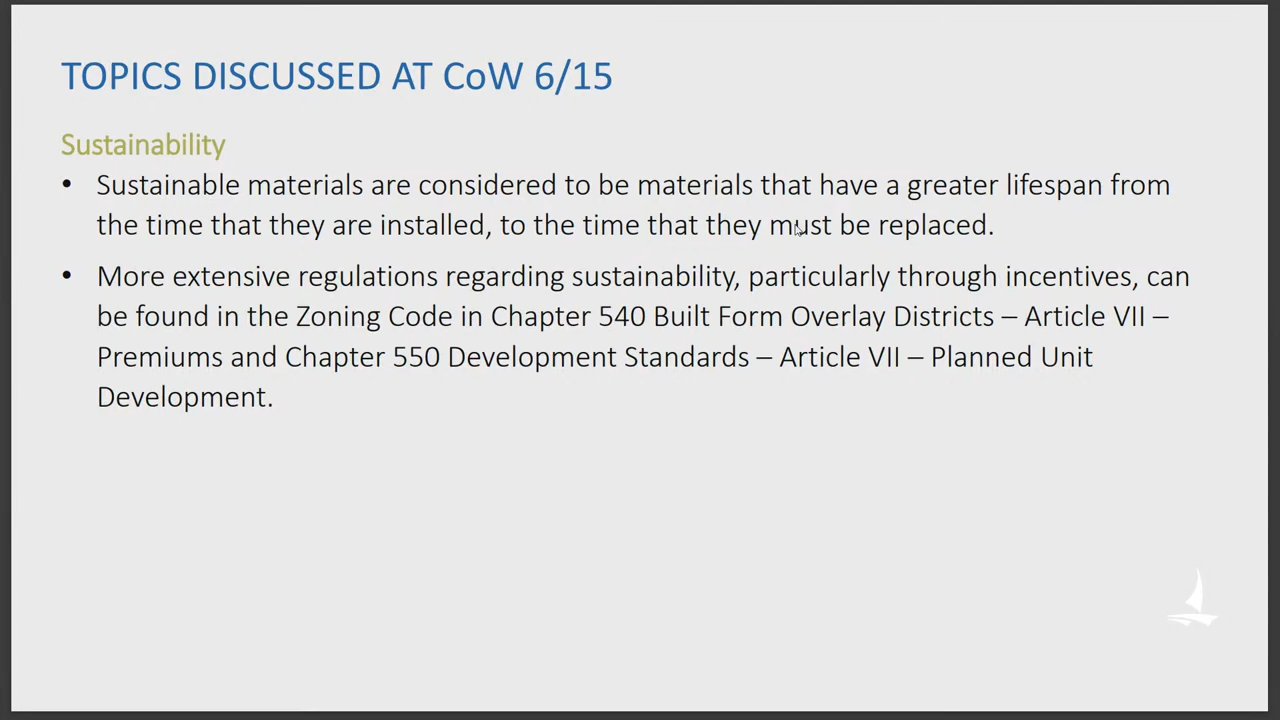 TOPICS DISCUSSED AT CoW 6/15
Sustainability
• Sustainable materials are considered to be materials that have a greater lifespan from
the time that they are installed, to the time that they must be replaced.
• More extensive regulations regarding sustainability, particularly through incentives, can
be found in the Zoning Code in Chapter 540 Built Form Overlay Districts – Article VII –
Premiums and Chapter 550 Development Standards – Article VII – Planned Unit
Development.